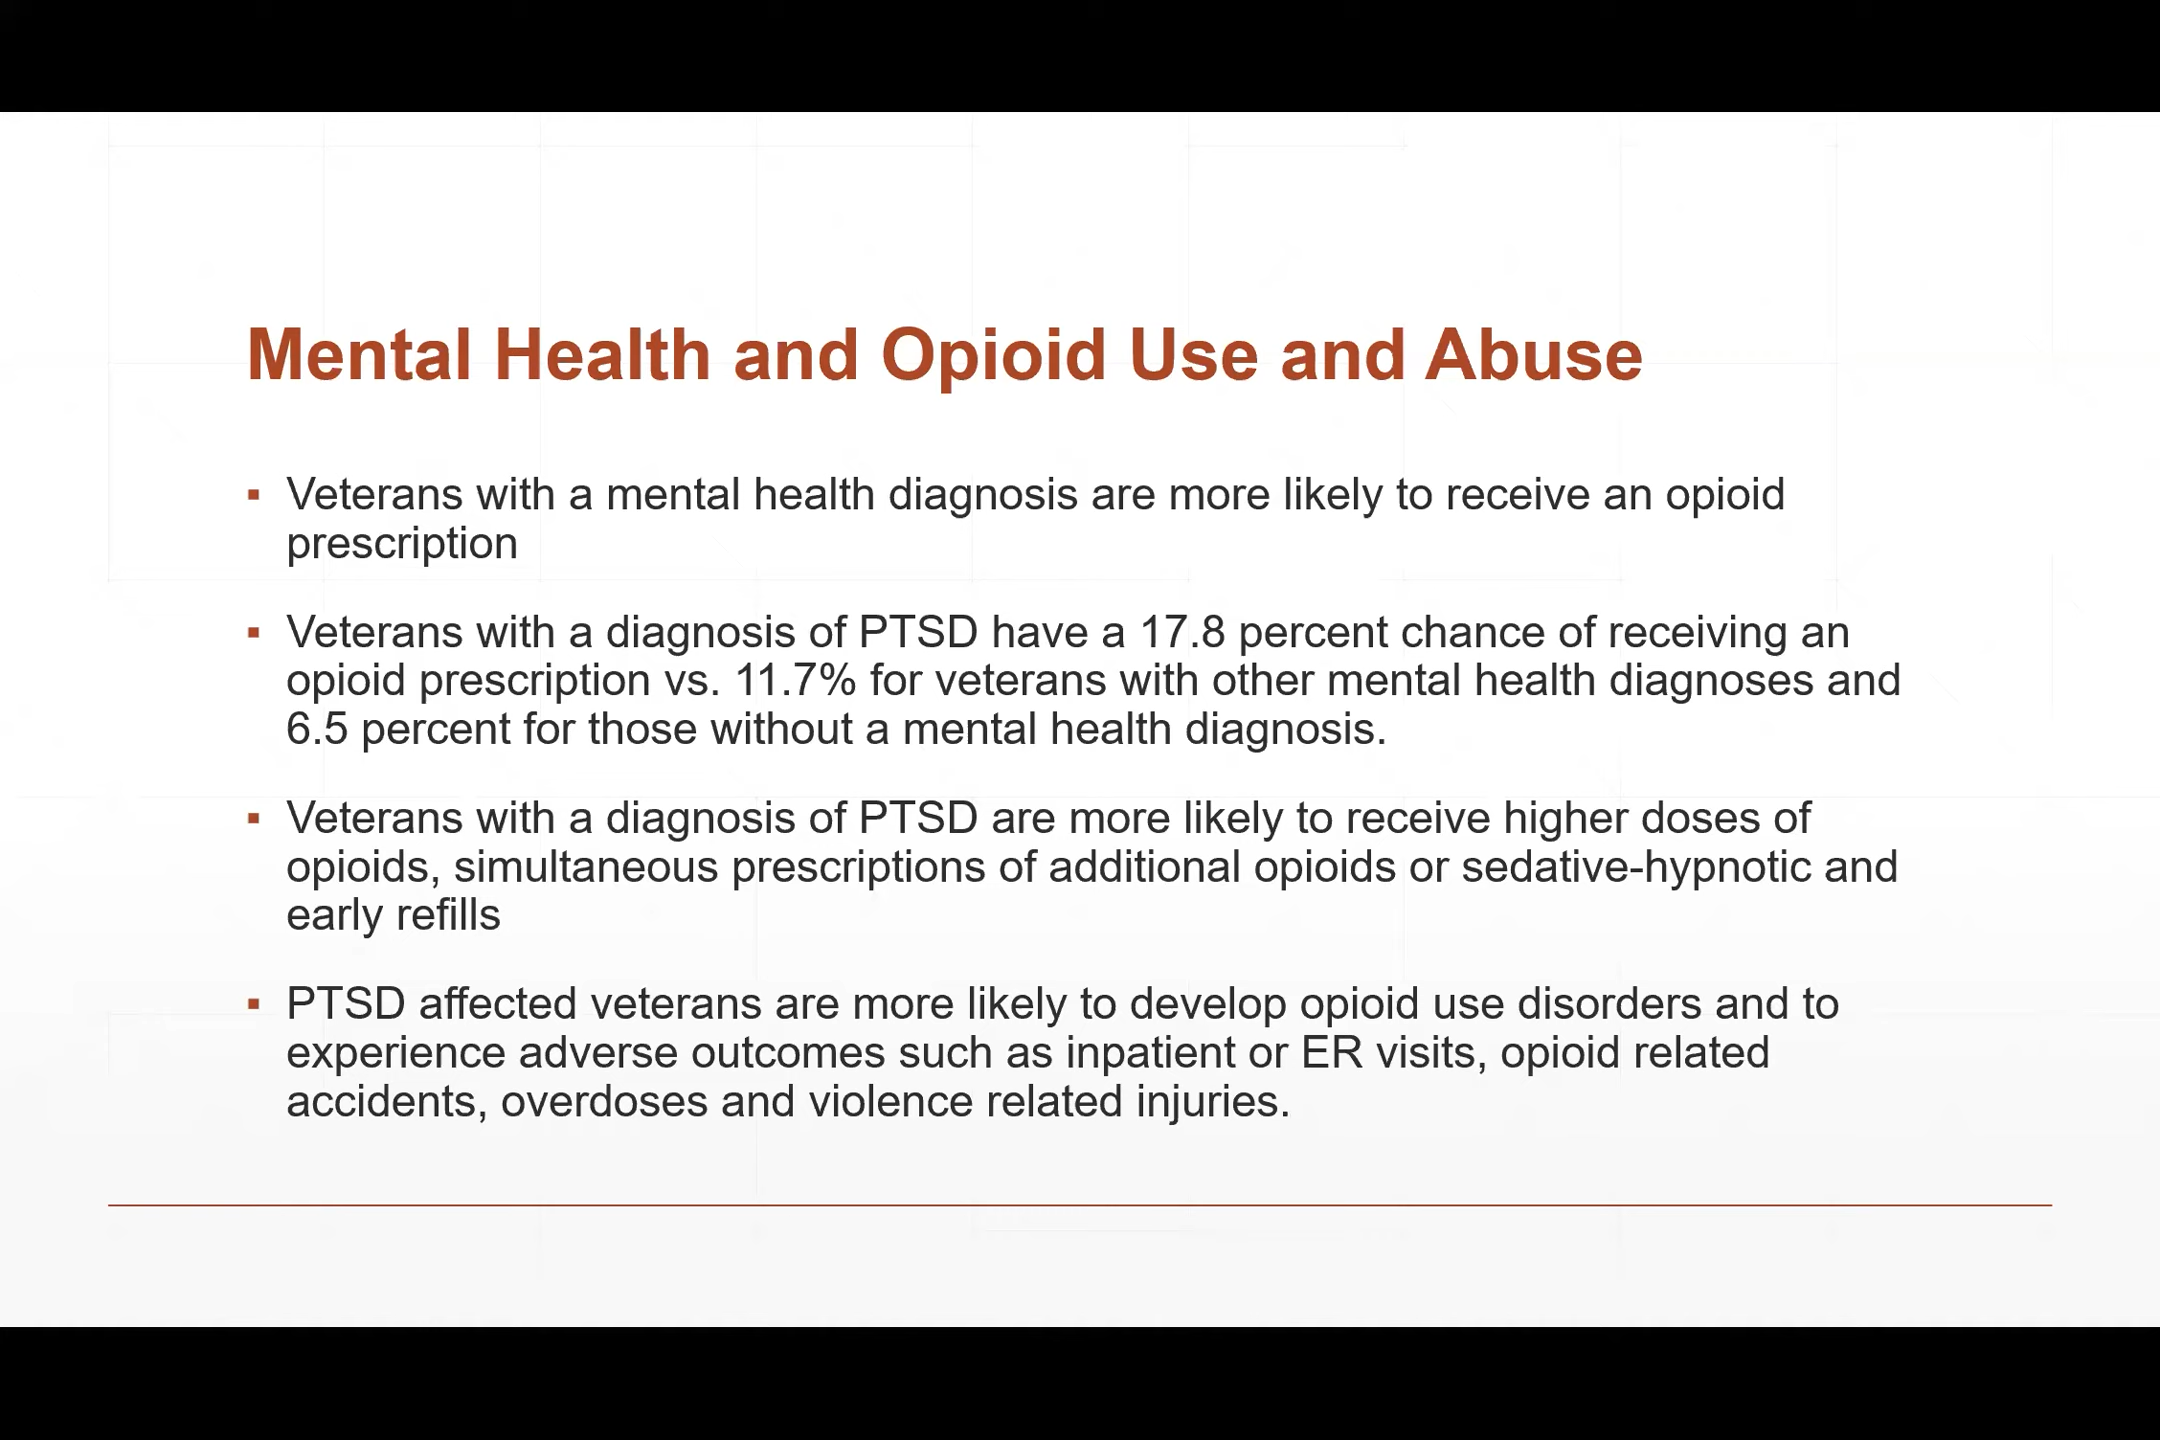 Mental Health and Opioid Use and Abuse
▪ Veterans with a mental health diagnosis are more likely to receive an opioid
prescription
▪ Veterans with a diagnosis of PTSD have a 17.8 percent chance of receiving an
opioid prescription vs. 11.7% for veterans with other mental health diagnoses and
6.5 percent for those without a mental health diagnosis.
▪ Veterans with a diagnosis of PTSD are more likely to receive higher doses of
opioids, simultaneous prescriptions of additional opioids or sedative-hypnotic and
early refills
▪ PTSD affected veterans are more likely to develop opioid use disorders and to
experience adverse outcomes such as inpatient or ER visits, opioid related
accidents, overdoses and violence related injuries.